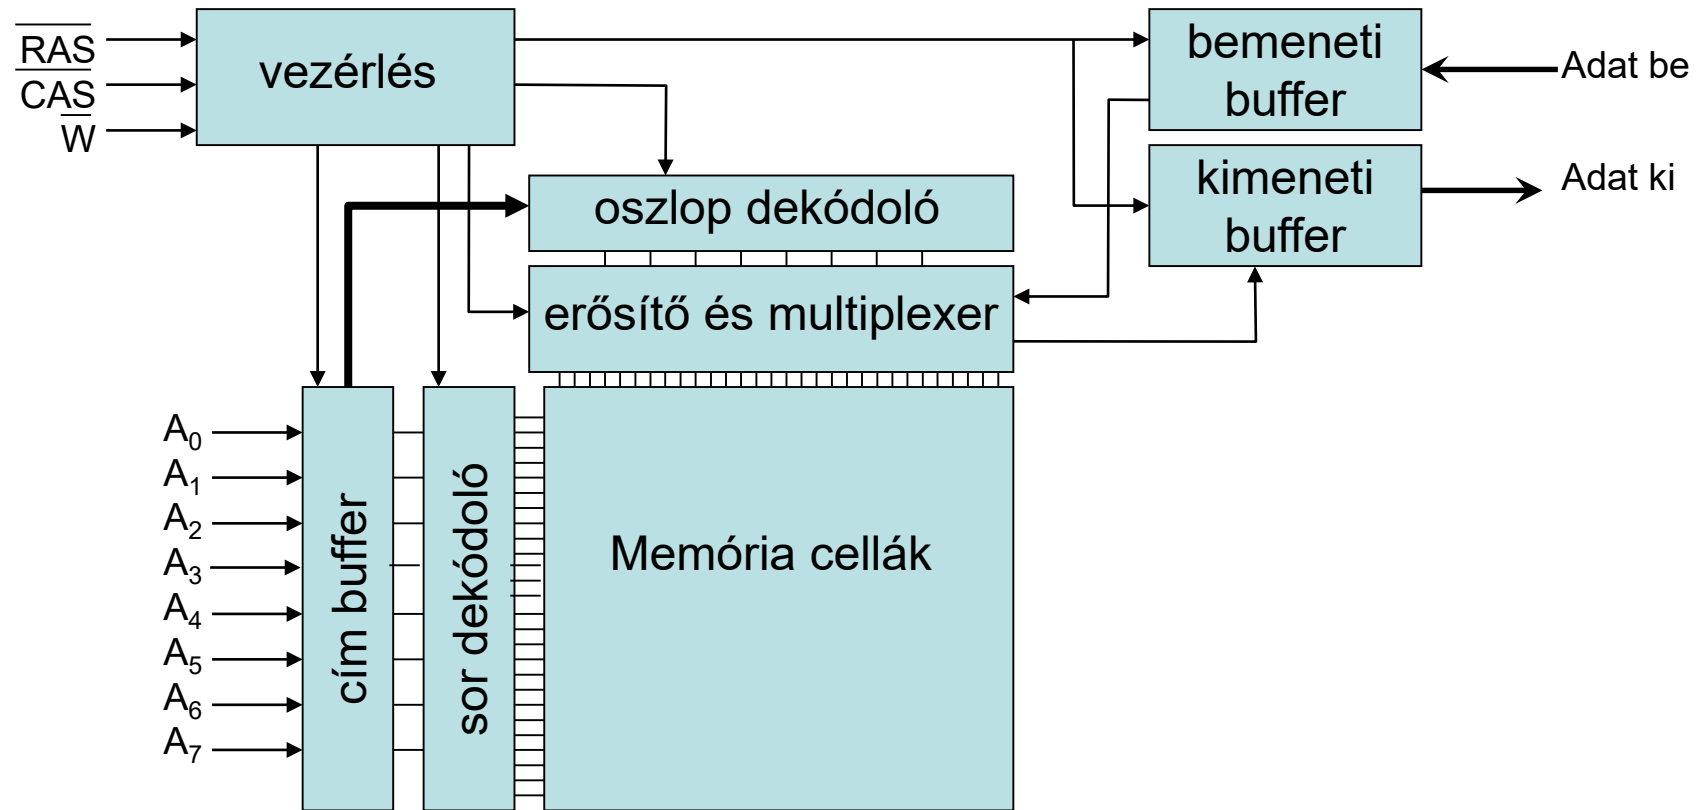 RAS
CAS
W
vezérlés
bemeneti
buffer
Adat be
kimeneti
buffer
Adat ki
oszlop dekódoló
erősítő és multiplexer
A0
A1
A2
A3
A4
A5
A6
A7
cím buffer
sor dekódoló
Memória cellák